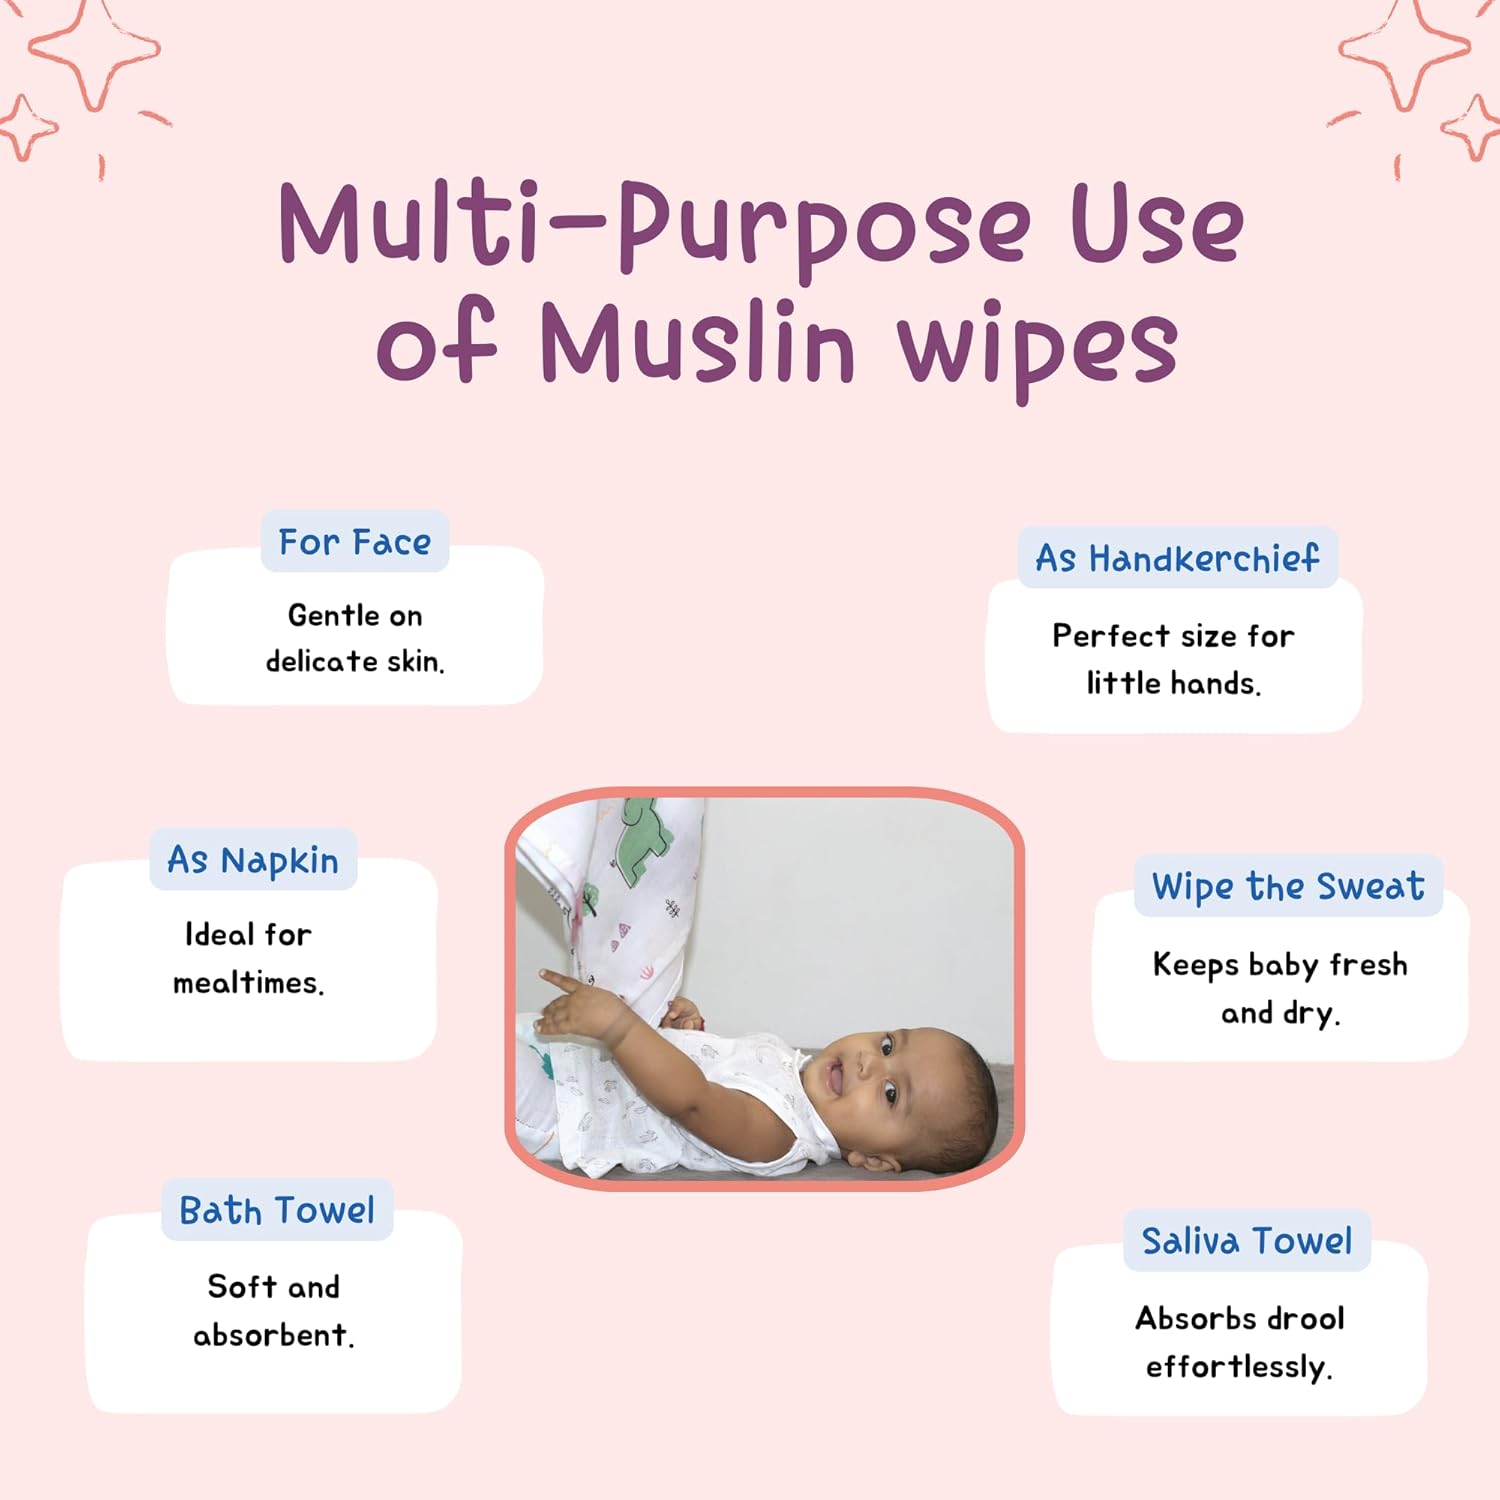 Multi-Purpose Use
of Muslin wipes
For Face
Gentle on
delicate skin.
As Handkerchief
Perfect size for
little hands.
As Napkin
Ideal for
mealtimes.
Wipe the Sweat
Keeps baby fresh
and dry.
Bath Towel
Soft and
absorbent.
Saliva Towel
Absorbs drool
effortlessly.